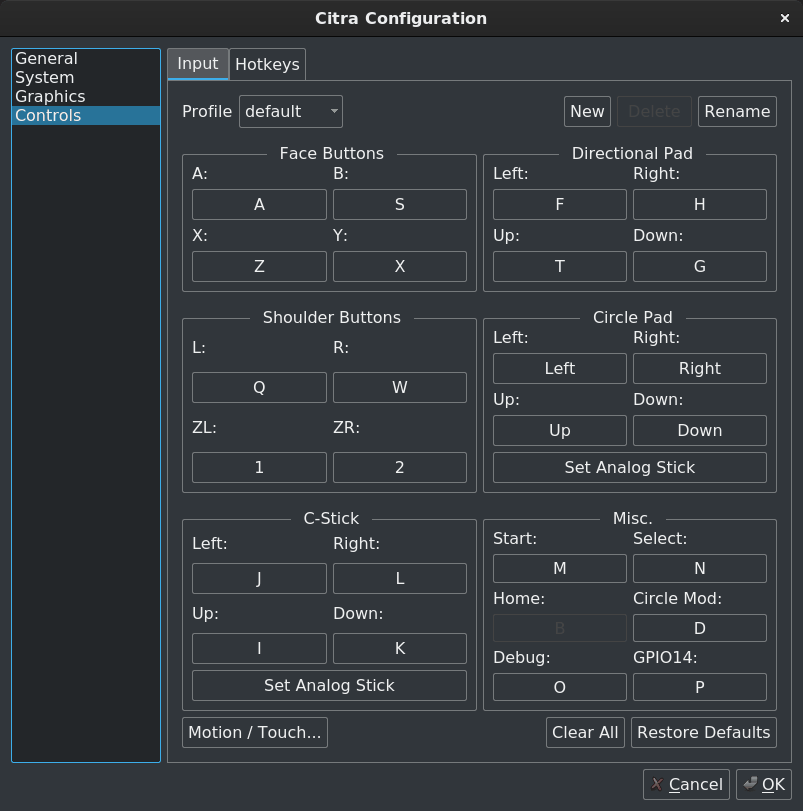 Citra Configuration
General
System
Graphics
Controls
Input Hotkeys
Profile default New Delete Rename
Face Buttons
A: B:
A S
X: Y:
Z X
Directional Pad
Left: Right:
F H
Up: Down:
T G
Shoulder Buttons
L: R:
Q W
ZL: ZR:
1 2
Circle Pad
Left: Right:
Left Right
Up: Down:
Up Down
Set Analog Stick
C-Stick
Left: Right:
J L
Up: Down:
I K
Set Analog Stick
Misc.
Start: Select:
M N
Home: Circle Mod:
B D
Debug: GPIO14:
O P
Motion / Touch... Clear All Restore Defaults
Cancel OK